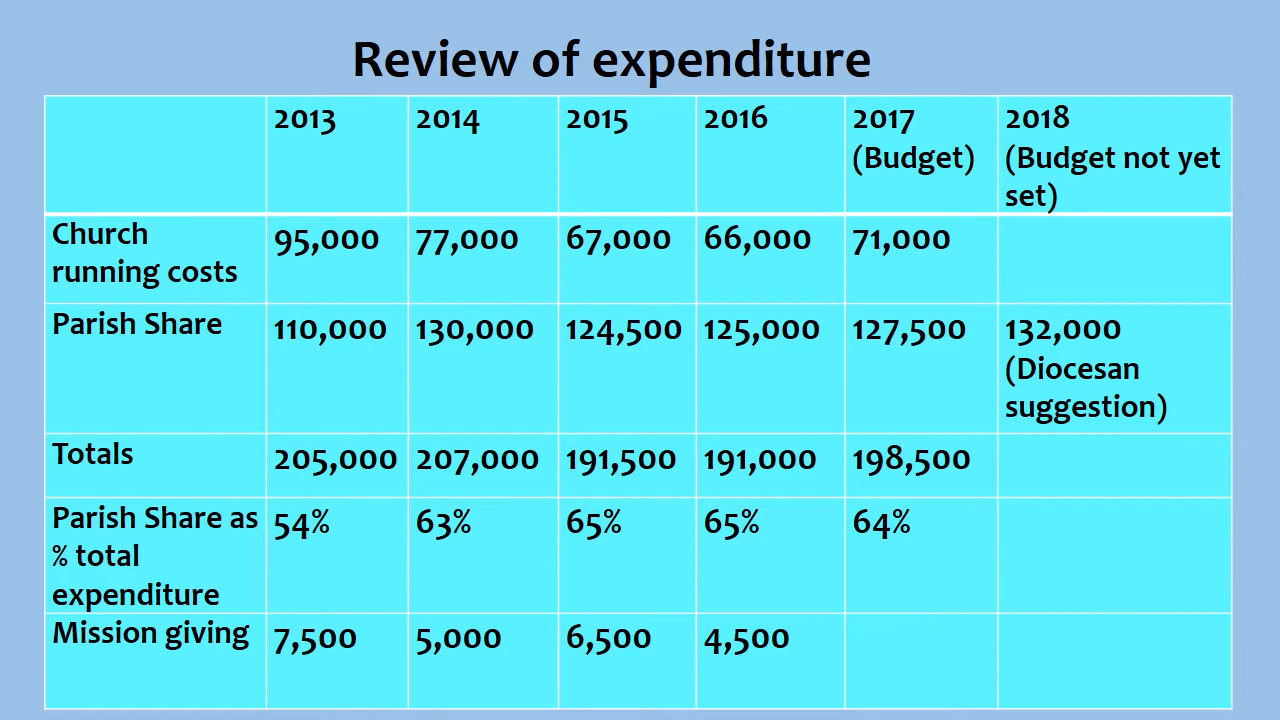 Review of expenditure
2013 2014 2015 2016 2017 (Budget) 2018 (Budget not yet set)
Church running costs 95,000 77,000 67,000 66,000 71,000
Parish Share 110,000 130,000 124,500 125,000 127,500 132,000 (Diocesan suggestion)
Totals 205,000 207,000 191,500 191,000 198,500
Parish Share as % total expenditure 54% 63% 65% 65% 64%
Mission giving 7,500 5,000 6,500 4,500